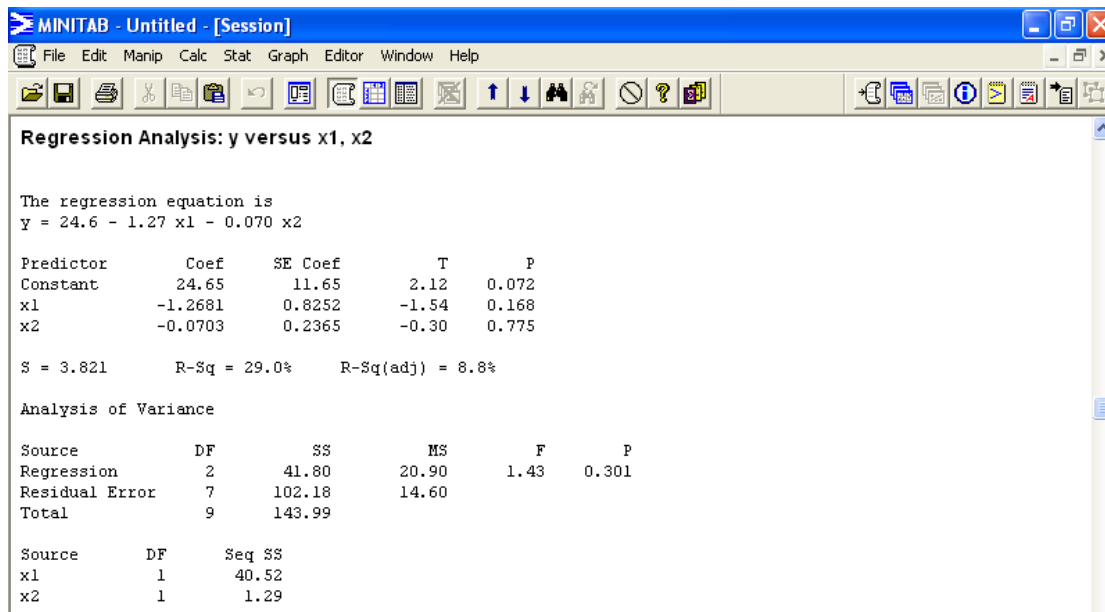 MINITAB - Untitled - [Session]
File Edit Manip Calc Stat Graph Editor Window Help
Regression Analysis: y versus x1, x2
The regression equation is
y = 24.6 - 1.27 x1 - 0.070 x2
Predictor Coef SE Coef T P
Constant 24.65 11.65 2.12 0.072
x1 -1.2681 0.8252 -1.54 0.168
x2 -0.0703 0.2365 -0.30 0.775
S = 3.821 R-Sq = 29.0% R-Sq(adj) = 8.8%
Analysis of Variance
Source DF SS MS F P
Regression 2 41.80 20.90 1.43 0.301
Residual Error 7 102.18 14.60
Total 9 143.99
Source DF Seq SS
x1 1 40.52
x2 1 1.29